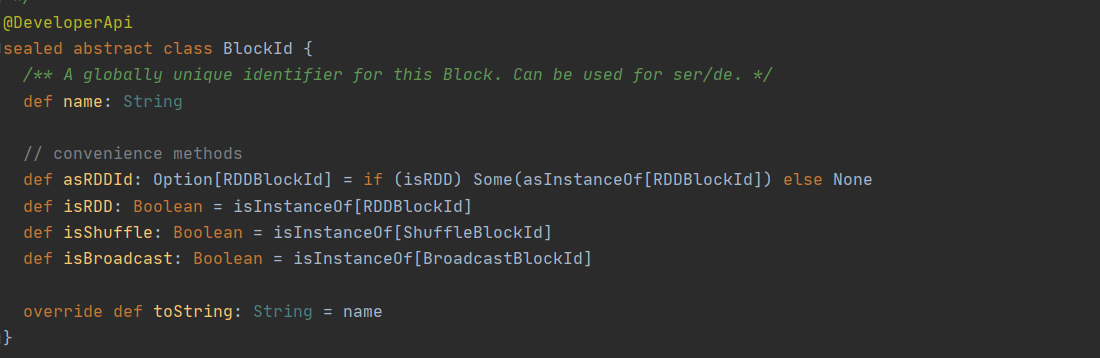 */
@DeveloperApi
sealed abstract class BlockId {
/** A globally unique identifier for this Block. Can be used for ser/de. */
def name: String
// convenience methods
def asRDDId: Option[RDDBlockId] = if (isRDD) Some(asInstanceOf[RDDBlockId]) else None
def isRDD: Boolean = isInstanceOf[RDDBlockId]
def isShuffle: Boolean = isInstanceOf[ShuffleBlockId]
def isBroadcast: Boolean = isInstanceOf[BroadcastBlockId]
override def toString: String = name
}